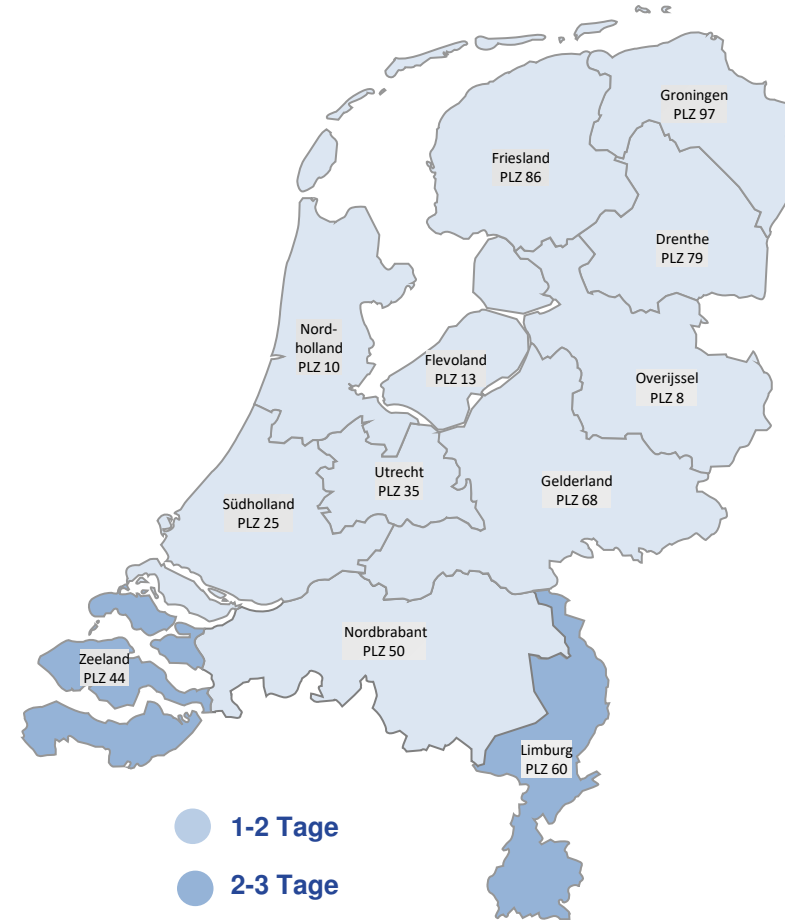 Groningen
PLZ 97
Friesland
PLZ 86
Drenthe
PLZ 79
Nord-
holland
PLZ 10
Flevoland
PLZ 13
Overijssel
PLZ 8
Utrecht
PLZ 35
Gelderland
PLZ 68
Südholland
PLZ 25
Nordbrabant
PLZ 50
Zeeland
PLZ 44
Limburg
PLZ 60
1-2 Tage
2-3 Tage